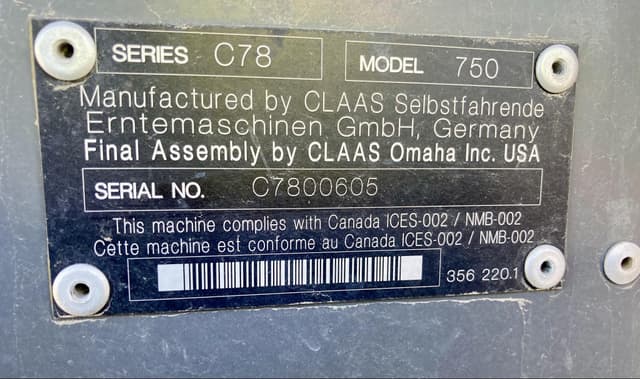 SERIES C78 MODEL 750
Manufactured by CLAAS Selbstfahrende
Erntemaschinen GmbH, Germany
Final Assembly by CLAAS Omaha Inc. USA
SERIAL NO. C7800605
This machine complies with Canada ICES-002 / NMB-002
Cette machine est conforme au Canada ICES-002 / NMB-002
356 220.1